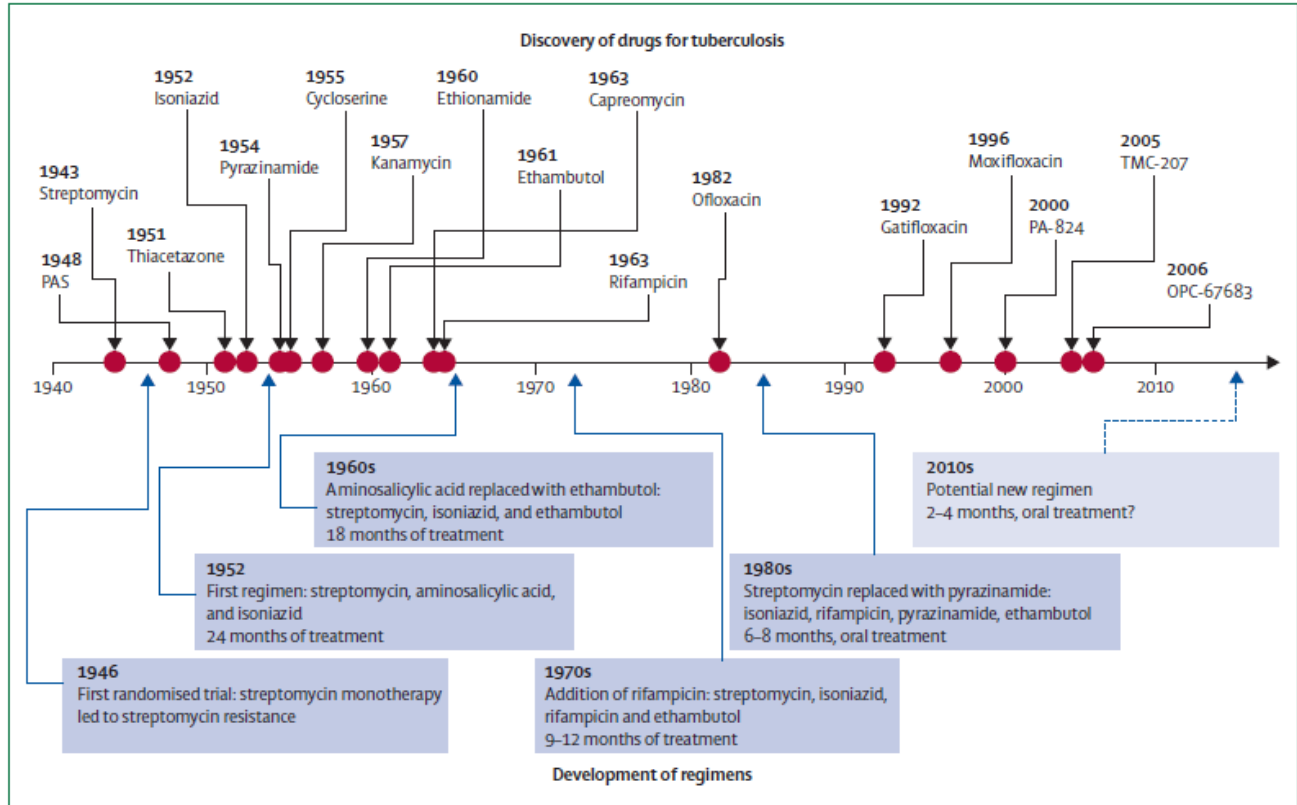 Discovery of drugs for tuberculosis
1952
Isoniazid
1955
Cycloserine
1960
Ethionamide
1963
Capreomycin
1943
Streptomycin
1954
Pyrazinamide
1957
Kanamycin
1961
Ethambutol
1982
Ofloxacin
1996
Moxifloxacin
2005
TMC-207
1948
PAS
1951
Thiacetazone
1963
Rifampicin
1992
Gatifloxacin
2000
PA-824
2006
OPC-67683
1940
1950
1960
1970
1980
1990
2000
2010
1960s
Aminosalicylic acid replaced with ethambutol:
streptomycin, isoniazid, and ethambutol
18 months of treatment
2010s
Potential new regimen
2–4 months, oral treatment?
1952
First regimen: streptomycin, aminosalicylic acid,
and isoniazid
24 months of treatment
1980s
Streptomycin replaced with pyrazinamide:
isoniazid, rifampicin, pyrazinamide, ethambutol
6–8 months, oral treatment
1946
First randomised trial: streptomycin monotherapy
led to streptomycin resistance
1970s
Addition of rifampicin: streptomycin, isoniazid,
rifampicin and ethambutol
9–12 months of treatment
Development of regimens